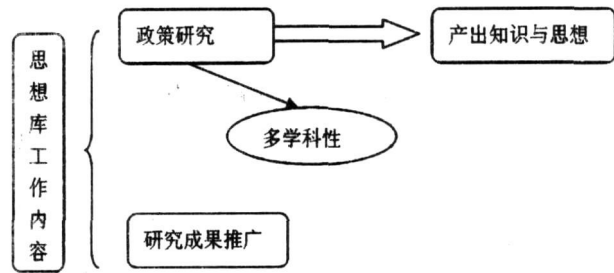 思想库工作内容
政策研究
产出知识与思想
多学科性
研究成果推广